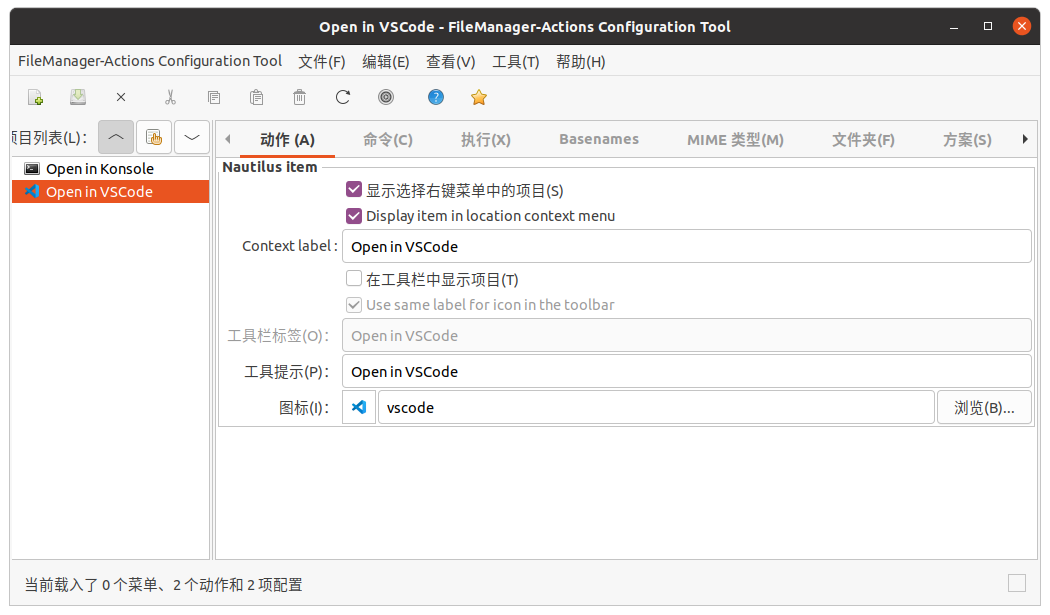 Open in VSCode - FileManager-Actions Configuration Tool
FileManager-Actions Configuration Tool 文件(F) 编辑(E) 查看(V) 工具(T) 帮助(H)
项目列表(L):
Open in Konsole
Open in VSCode
动作 (A) 命令(C) 执行(X) Basenames MIME 类型(M) 文件夹(F) 方案(S)
Nautilus item
显示选择右键菜单中的项目(S)
Display item in location context menu
Context label : Open in VSCode
在工具栏中显示项目(T)
Use same label for icon in the toolbar
工具栏标签(O): Open in VSCode
工具提示(P): Open in VSCode
图标(I): vscode 浏览(B)...
当前载入了 0 个菜单、2 个动作和 2 项配置